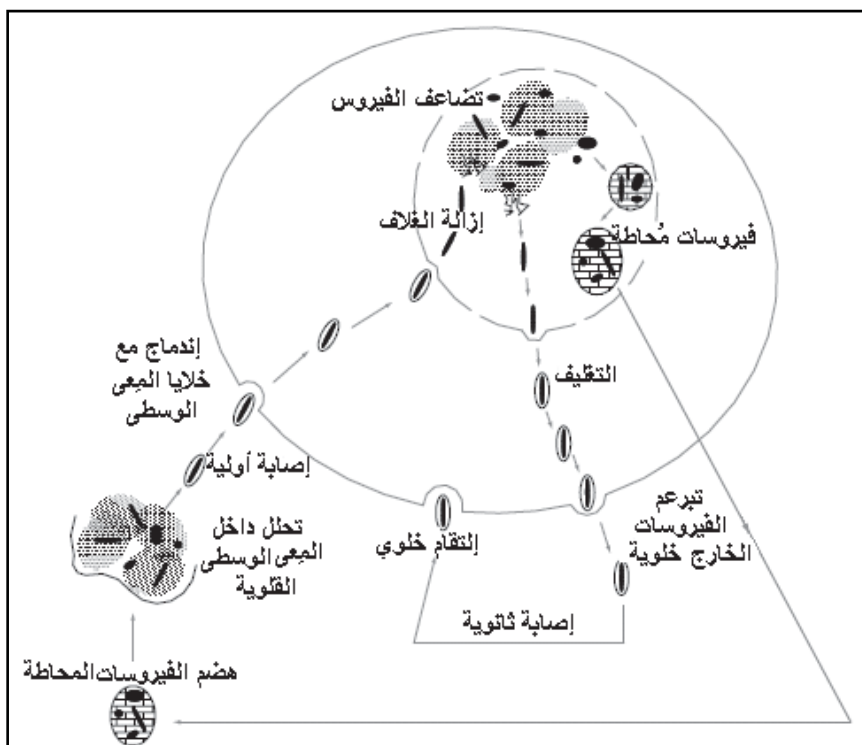 تضاعف الفيروس
إزالة الغلاف
فيروسات مُحاطة
إندماج مع
خلايا المِعى
الوسطى
التغليف
إصابة أولية
تحلل داخل
المِعى الوسطى
القلوية
إلتقام خلوي
تبرعم
الفيروسات
الخارج خلوية
إصابة ثانوية
هضم الفيروسات المحاطة